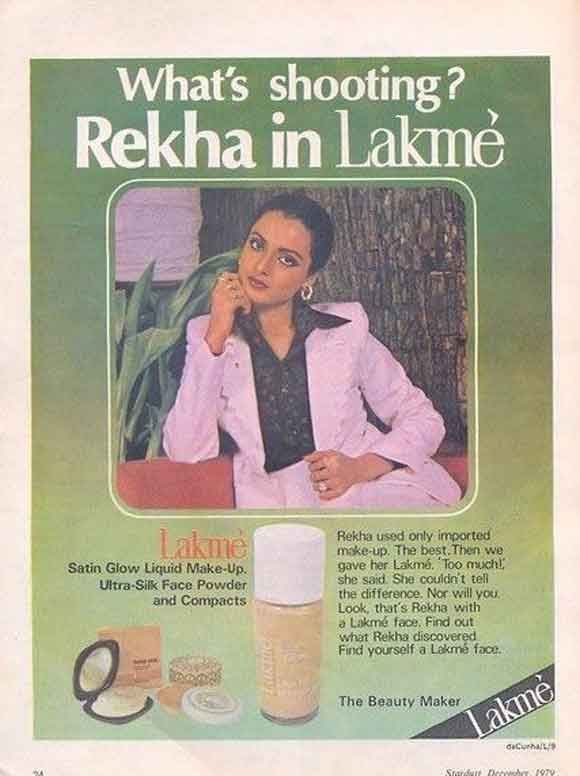 What's shooting?
Rekha in Lakmè
Lakmè
Satin Glow Liquid Make-Up.
Ultra-Silk Face Powder
and Compacts
Rekha used only imported
make-up. The best. Then we
gave her Lakmé. 'Too much!',
she said. She couldn't tell
the difference. Nor will you.
Look, that's Rekha with
a Lakmé face. Find out
what Rekha discovered.
Find yourself a Lakmé face.
Lakmé
The Beauty Maker
Lakmè
daCunha/L/9
Stardust, December, 1979